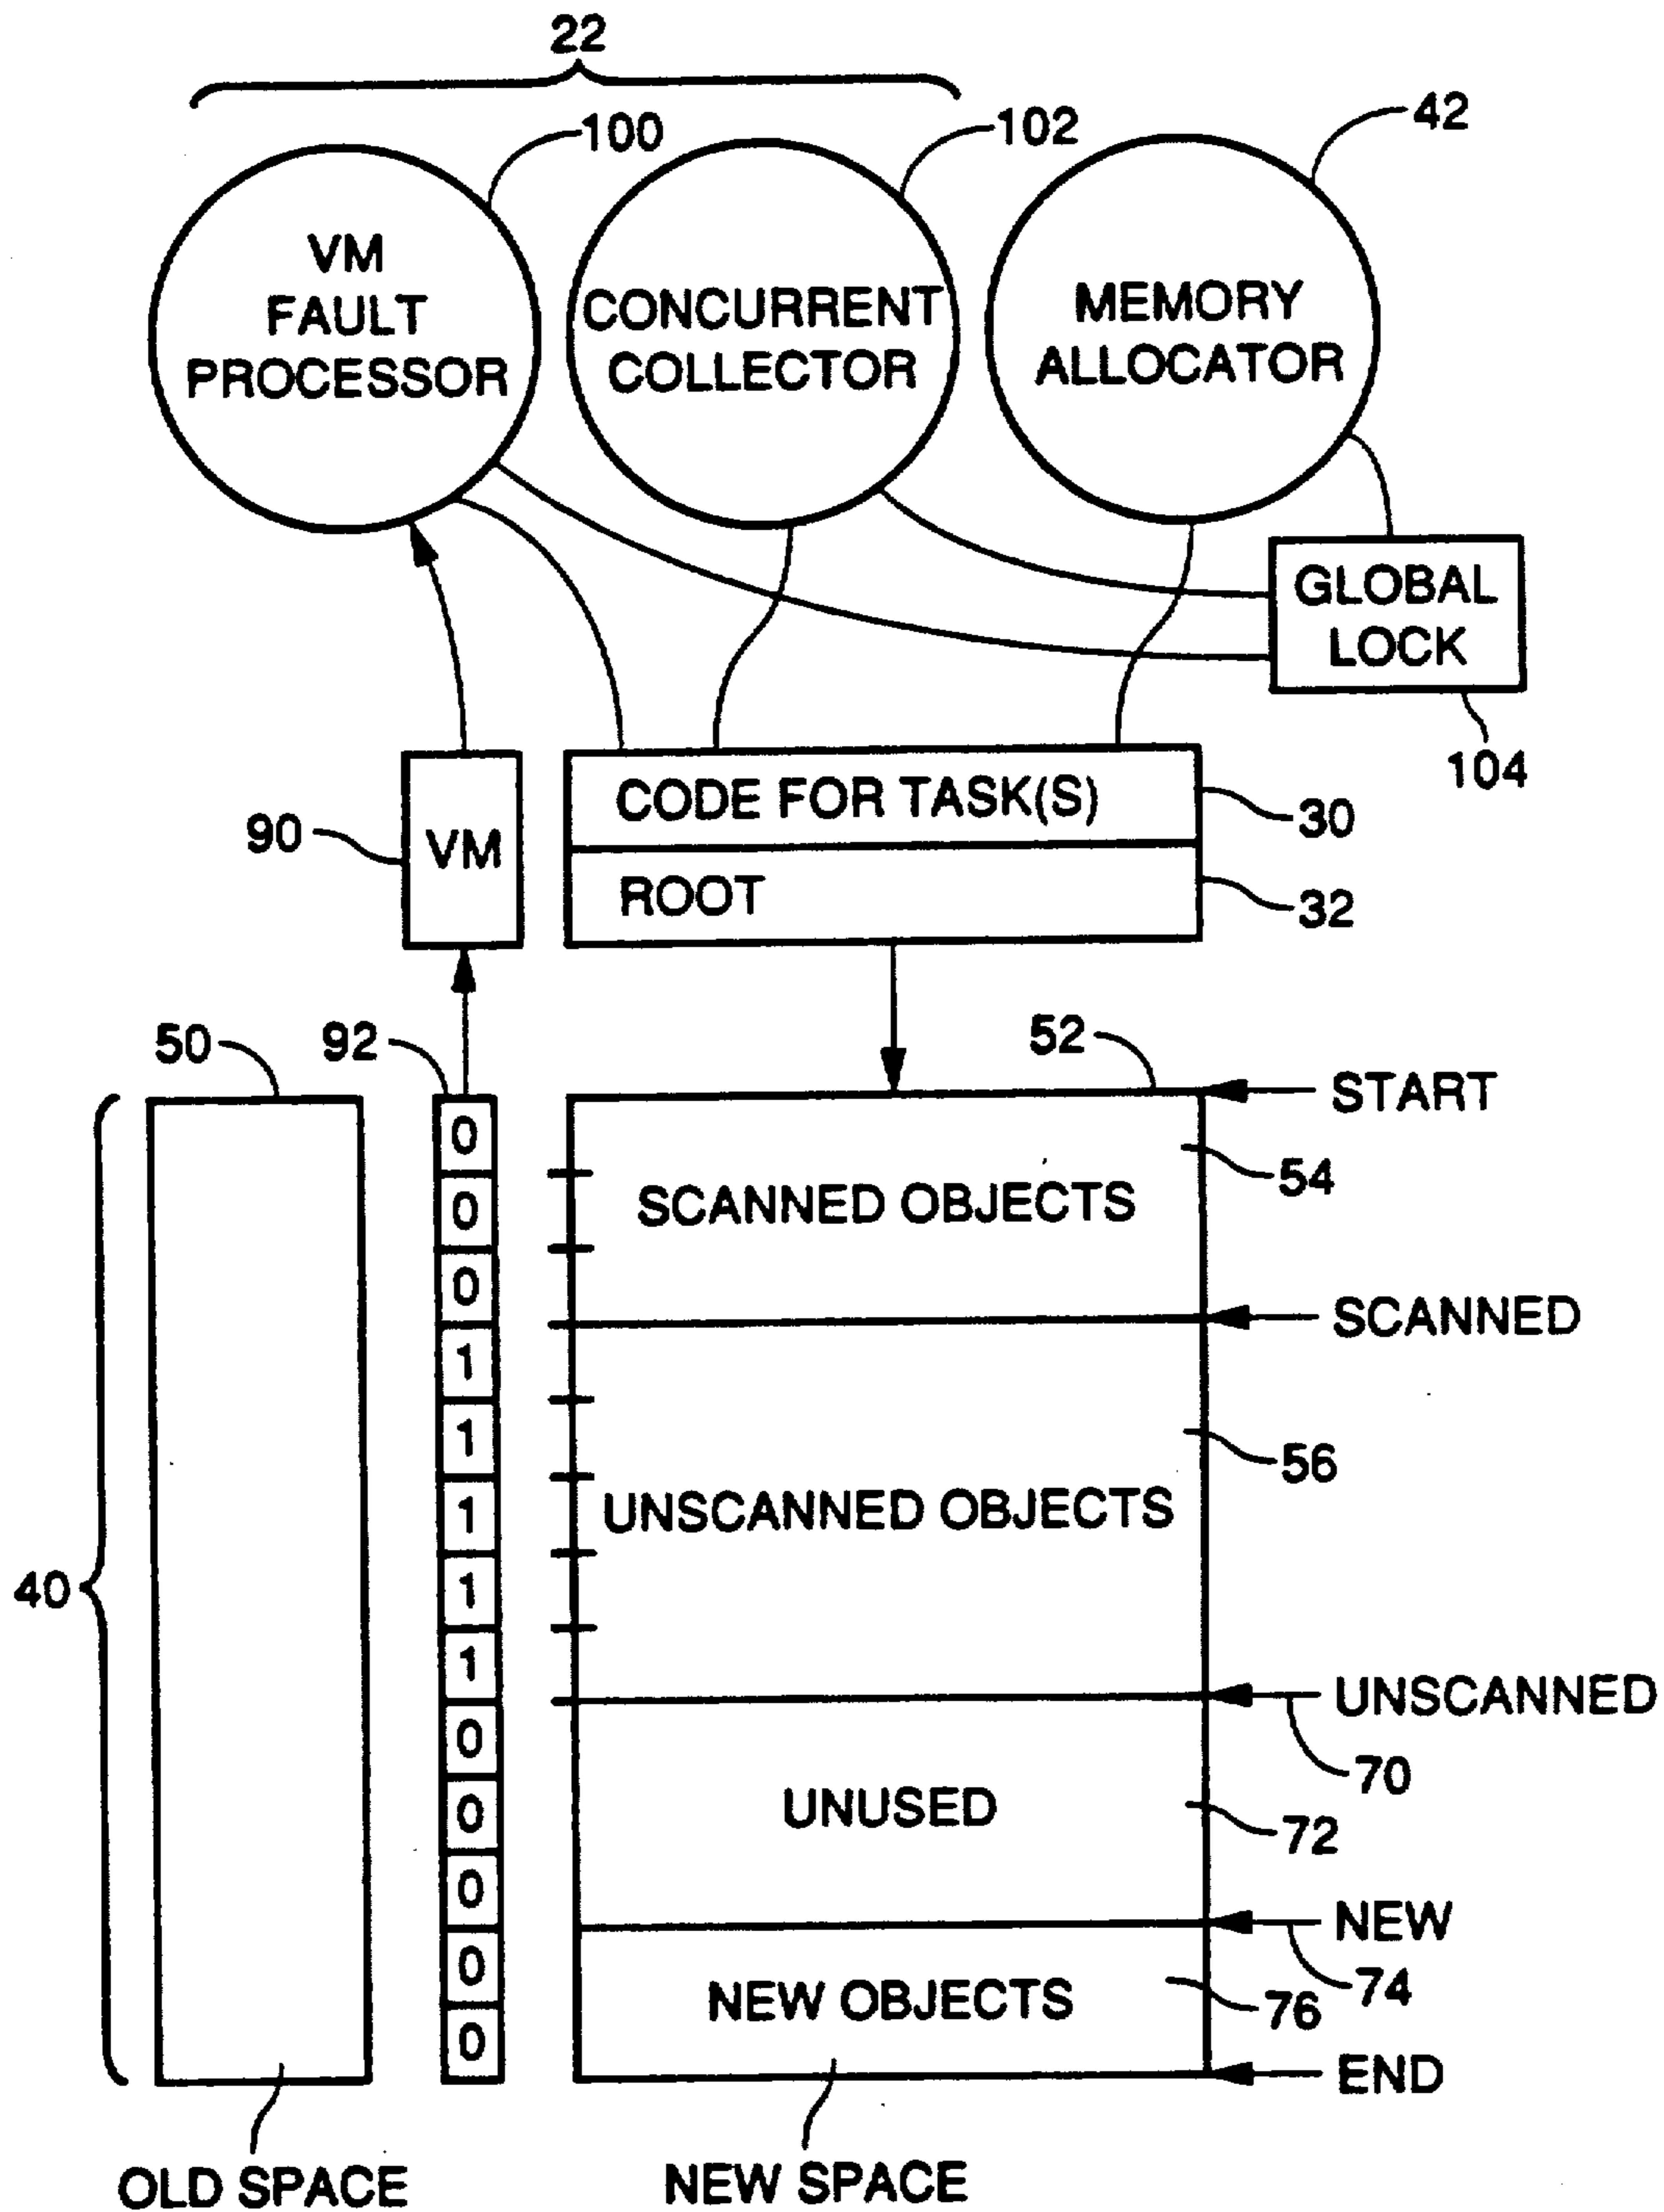 22
100
102
42
VM
FAULT
PROCESSOR
CONCURRENT
COLLECTOR
MEMORY
ALLOCATOR
GLOBAL
LOCK
104
90
VM
CODE FOR TASK(S)
30
ROOT
32
50
92
52
START
0
54
0
SCANNED OBJECTS
0
SCANNED
1
1
56
1
UNSCANNED OBJECTS
40
1
1
UNSCANNED
0
70
0
UNUSED
72
0
NEW
0
74
NEW OBJECTS
76
0
END
OLD SPACE
NEW SPACE